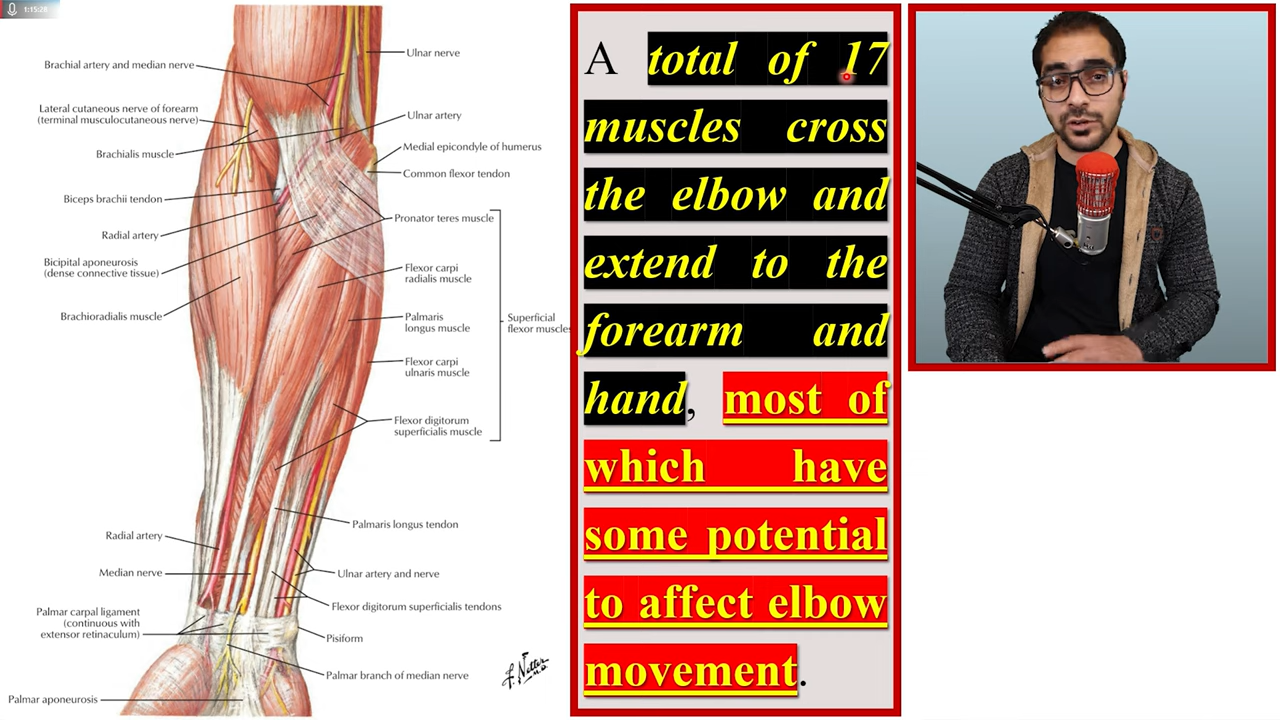 1:15:28
Ulnar nerve
Brachial artery and median nerve
Lateral cutaneous nerve of forearm
(terminal musculocutaneous nerve)
Ulnar artery
Brachialis muscle
Medial epicondyle of humerus
Common flexor tendon
Biceps brachii tendon
Pronator teres muscle
Radial artery
Bicipital aponeurosis
(dense connective tissue)
Flexor carpi
radialis muscle
Brachioradialis muscle
Palmaris
longus muscle
Superficial
flexor muscles
Flexor carpi
ulnaris muscle
Flexor digitorum
superficialis muscle
Palmaris longus tendon
Radial artery
Median nerve
Ulnar artery and nerve
Flexor digitorum superficialis tendons
Palmar carpal ligament
(continuous with
extensor retinaculum)
Pisiform
Palmar branch of median nerve
Palmar aponeurosis
F. Netter
M.D.
A total of 17
muscles cross
the elbow and
extend to the
forearm and
hand, most of
which have
some potential
to affect elbow
movement.